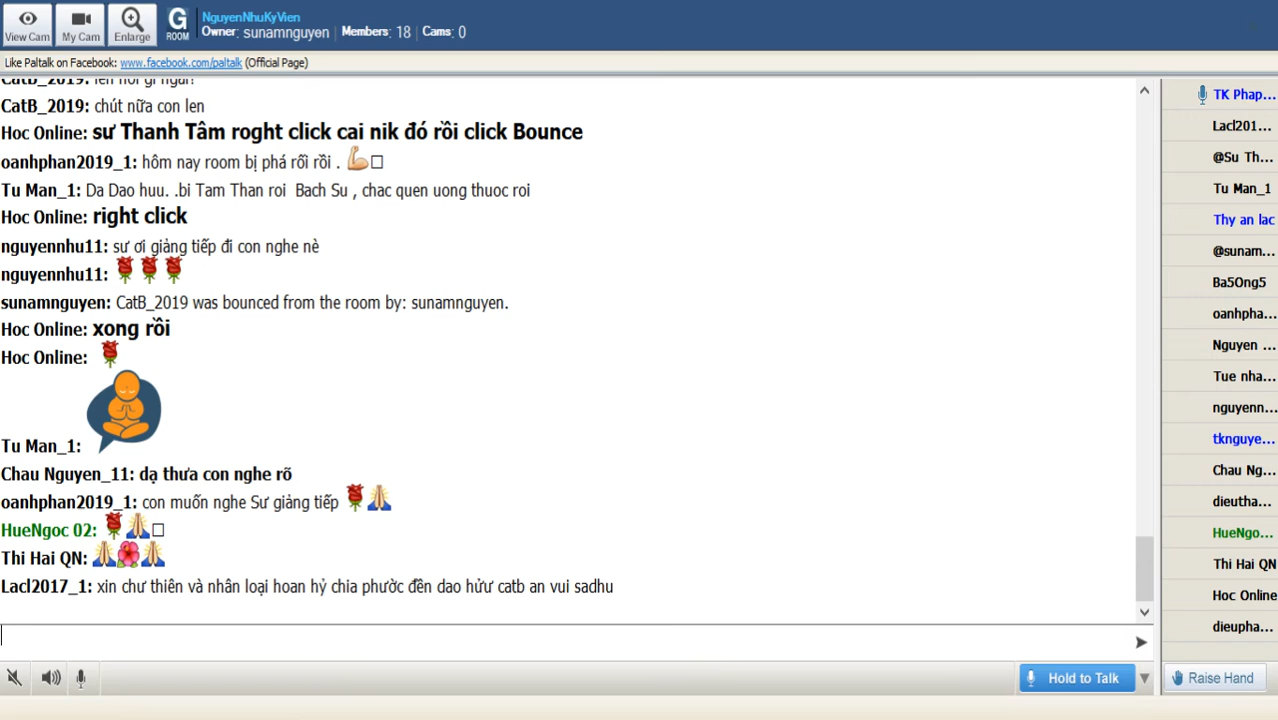 View Cam
My Cam
Enlarge
G
ROOM
NguyenNhuKyVien
Owner: sunamnguyen | Members: 18 | Cams: 0
Like Paltalk on Facebook: www.facebook.com/paltalk (Official Page)
CatB_2019:
CatB_2019: chút nữa con len
Hoc Online: sư Thanh Tâm roght click cai nik đó rồi click Bounce
oanhphan2019_1: hôm nay room bị phá rối rồi .
Tu Man_1: Da Dao huu. .bi Tam Than roi  Bach Su , chac quen uong thuoc roi
Hoc Online: right click
nguyennhu11: sư ơi giảng tiếp đi con nghe nè
nguyennhu11:
sunamnguyen: CatB_2019 was bounced from the room by: sunamnguyen.
Hoc Online: xong rồi
Hoc Online:
Tu Man_1:
Chau Nguyen_11: dạ thưa con nghe rõ
oanhphan2019_1: con muốn nghe Sư giảng tiếp
HueNgoc 02:
Thi Hai QN:
Lacl2017_1: xin chư thiên và nhân loại hoan hỷ chia phước đên dao hửư catb an vui sadhu
TK Phap...
Lacl201...
@Su Th...
Tu Man_1
Thy an lac
@sunam...
Ba5Ong5
oanhpha...
Nguyen ...
Tue nha...
nguyenn...
tknguye...
Chau Ng...
dieutha...
HueNgo...
Thi Hai QN
Hoc Online
dieupha...
Hold to Talk
Raise Hand